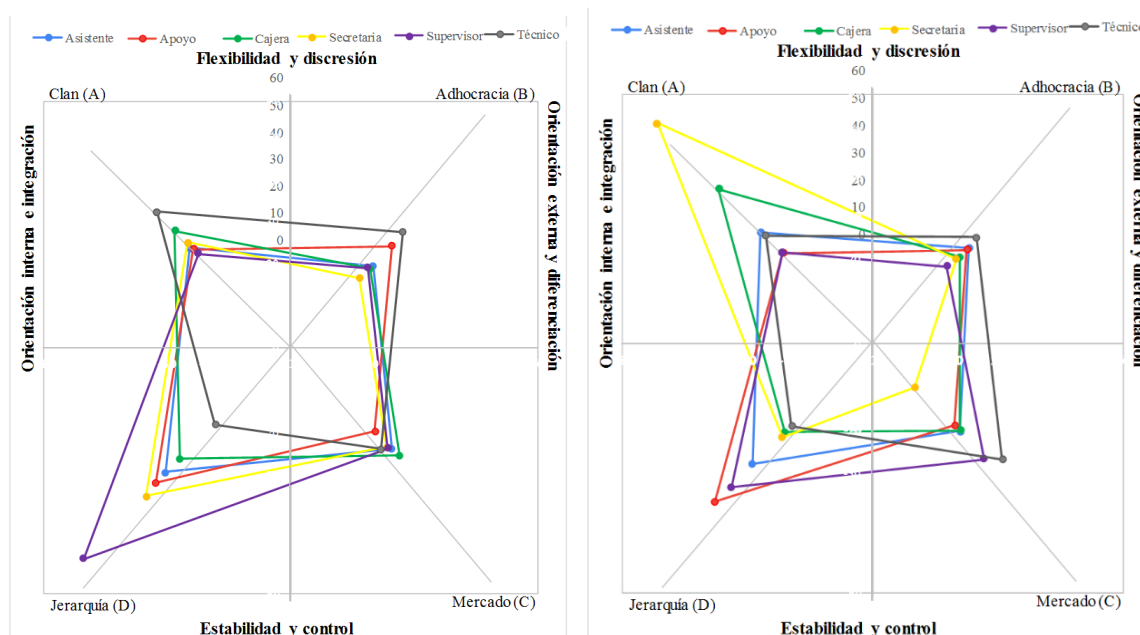 Asistente Apoyo Cajera Secretaria Supervisor Técnico
Flexibilidad y discresión
60
Clan (A)
Adhocracia (B)
50
40
30
20
10
0
Orientación interna e integración
Orientación externa y diferenciación
Jerarquía (D)
Mercado (C)
Estabilidad y control
Asistente Apoyo Cajera Secretaria Supervisor Técnico
Flexibilidad y discresión
60
Clan (A)
Adhocracia (B)
50
40
30
20
10
0
Orientación interna e integración
Jerarquía (D)
Mercado (C)
Estabilidad y control